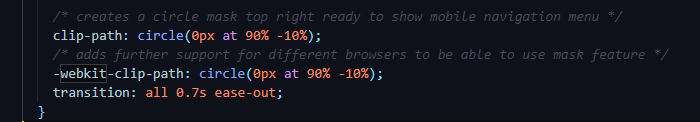 /* creates a circle mask top right ready to show mobile navigation menu */
clip-path: circle(0px at 90% -10%);
/* adds further support for different browsers to be able to use mask feature */
-webkit-clip-path: circle(0px at 90% -10%);
transition: all 0.7s ease-out;
}